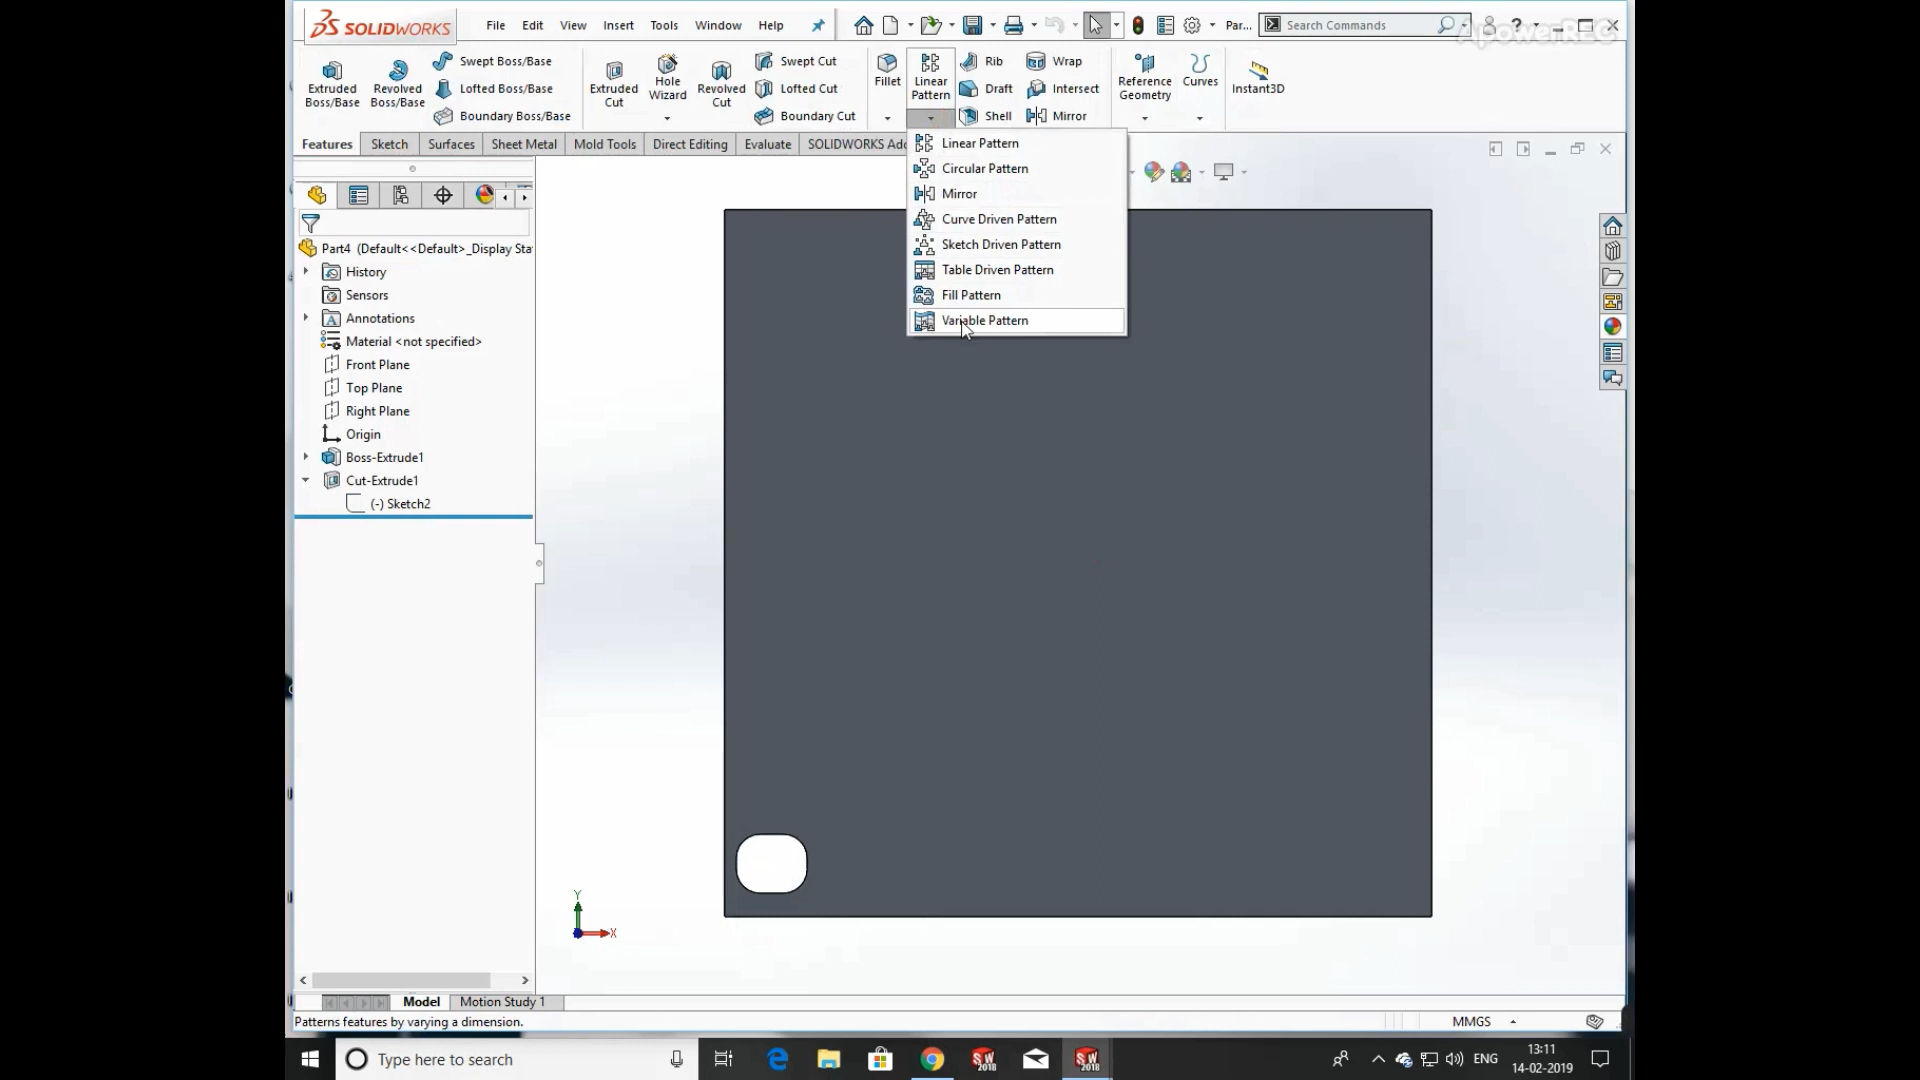 SOLIDWORKS File Edit View Insert Tools Window Help Par... Search Commands ?
ApowerREC
Extruded Boss/Base
Revolved Boss/Base
Swept Boss/Base
Lofted Boss/Base
Boundary Boss/Base
Extruded Cut
Hole Wizard
Revolved Cut
Swept Cut
Lofted Cut
Boundary Cut
Fillet
Linear Pattern
Rib
Draft
Shell
Wrap
Intersect
Mirror
Reference Geometry
Curves
Instant3D
Features Sketch Surfaces Sheet Metal Mold Tools Direct Editing Evaluate SOLIDWORKS Add
Linear Pattern
Circular Pattern
Mirror
Curve Driven Pattern
Sketch Driven Pattern
Table Driven Pattern
Fill Pattern
Variable Pattern
Part4 (Default<<Default>_Display Sta
History
Sensors
Annotations
Material <not specified>
Front Plane
Top Plane
Right Plane
Origin
Boss-Extrude1
Cut-Extrude1
(-) Sketch2
Y
X
Model Motion Study 1
Patterns features by varying a dimension. MMGS
Type here to search
SW 2018
SW 2018
ENG
13:11
14-02-2019